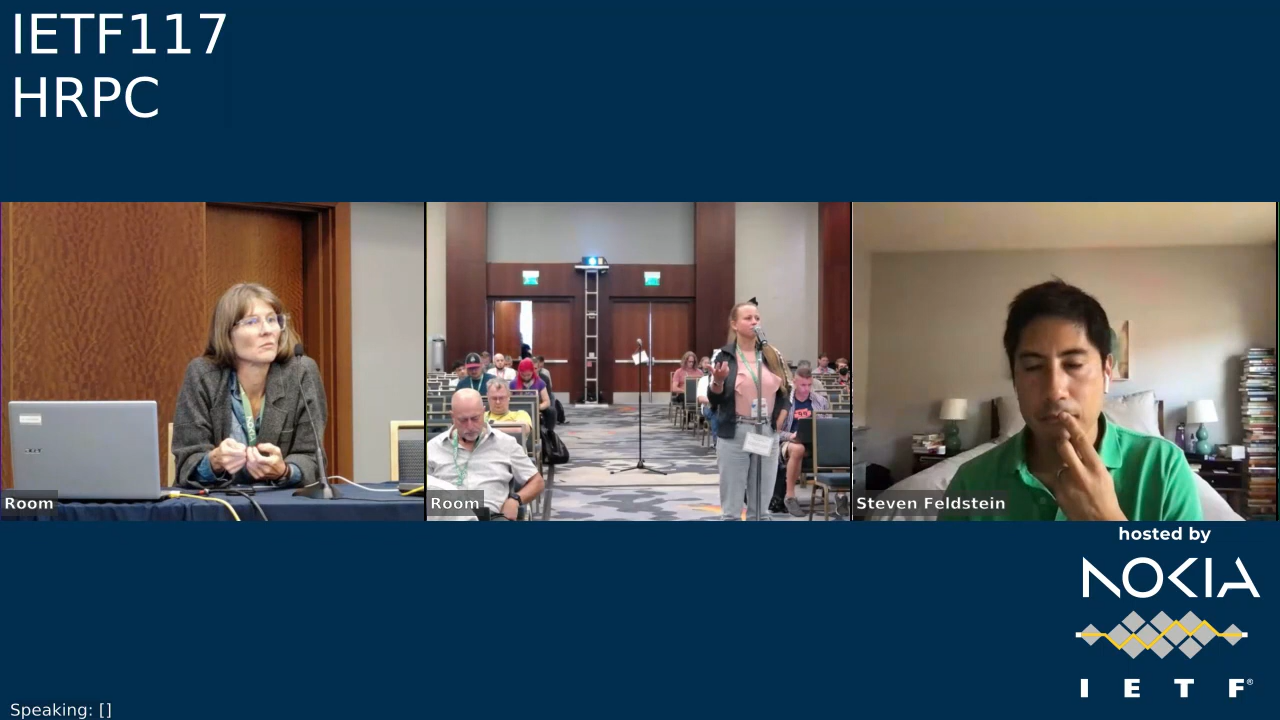 IETF117
HRPC
Room
Room
Steven Feldstein
hosted by
NOKIA
I E T F®
Speaking: []